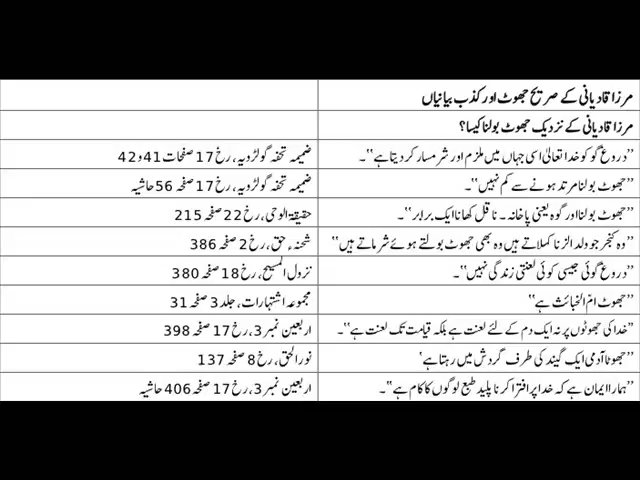 مرزا قادیانی کے صریح جھوٹ اور کذب بیانیاں
مرزا قادیانی کے نزدیک جھوٹ بولنا کیسا؟
’’دروغ گو کو خدا تعالیٰ اسی جہاں میں ملزم اور شرمسار کر دیتا ہے‘‘۔ ضمیمہ تحفہ گولڑویہ، رخ 17 صفحات 41 و 42
’’جھوٹ بولنا مرتد ہونے سے کم نہیں‘‘۔ ضمیمہ تحفہ گولڑویہ، رخ 17 صفحہ 56 حاشیہ
’’جھوٹ بولنا اور گوہ یعنی پاخانہ۔ ناقل کھانا ایک برابر‘‘۔ حقیقۃ الوحی، رخ 22 صفحہ 215
’’وہ کنجر جو ولد الزنا کہلاتے ہیں وہ بھی جھوٹ بولتے ہوئے شرماتے ہیں‘‘ شحنہء حق، رخ 2 صفحہ 386
’’دروغ گوئی جیسی کوئی لعنتی زندگی نہیں‘‘۔ نزول المسیح، رخ 18 صفحہ 380
’’جھوٹ امّ الخبائث ہے‘‘ مجموعہ اشتہارات، جلد 3 صفحہ 31
’’خدا کی جھوٹوں پر نہ ایک دم کے لئے لعنت ہے بلکہ قیامت تک لعنت ہے‘‘۔ اربعین نمبر 3، رخ 17 صفحہ 398
’’جھوٹا آدمی ایک گیند کی طرف گردش میں رہتا ہے‘ نور الحق، رخ 8 صفحہ 137
’’ہمارا ایمان ہے کہ خدا پر افترا کرنا پلید طبع لوگوں کا کام ہے‘‘۔ اربعین نمبر 3، رخ 17 صفحہ 406 حاشیہ